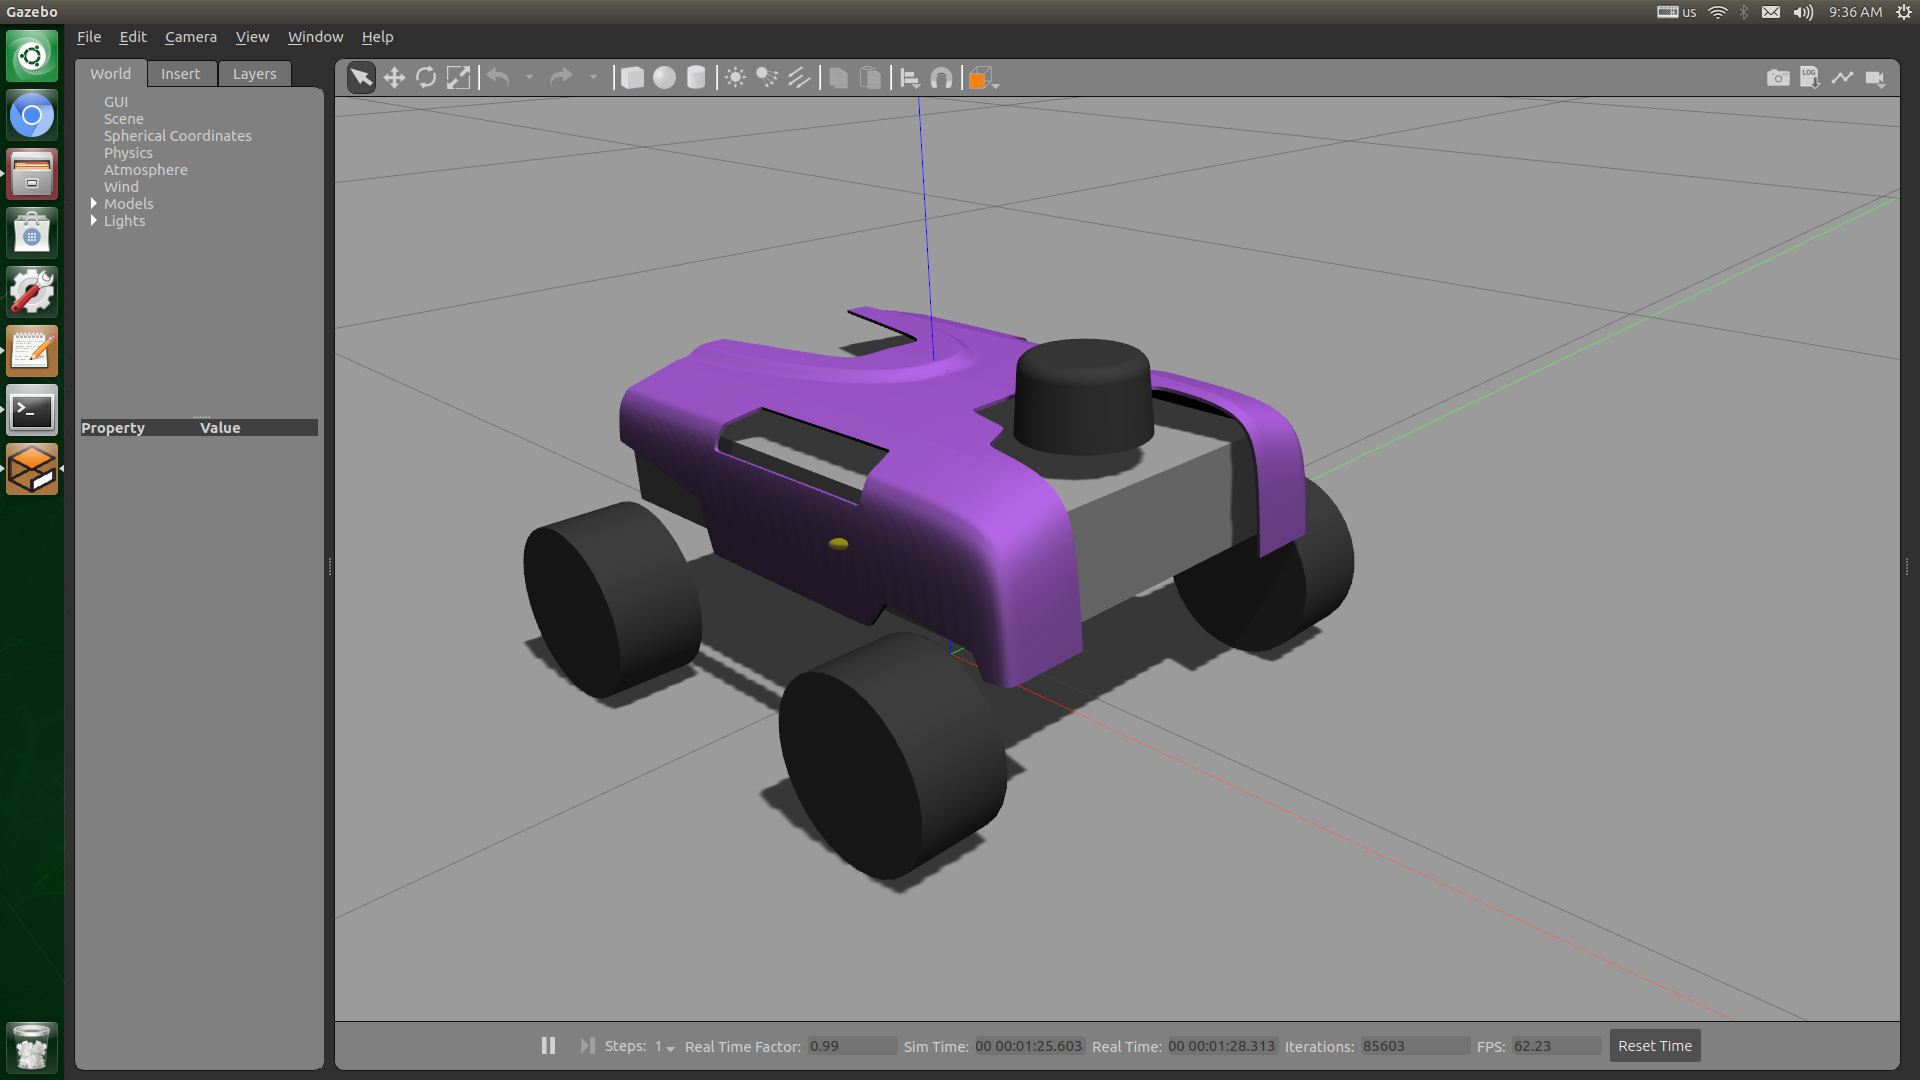 Gazebo
us
9:36 AM
File Edit Camera View Window Help
World Insert Layers
GUI
Scene
Spherical Coordinates
Physics
Atmosphere
Wind
Models
Lights
Property Value
LOG
Steps: 1 Real Time Factor: 0.99 Sim Time: 00 00:01:25.603 Real Time: 00 00:01:28.313 Iterations: 85603 FPS: 62.23 Reset Time